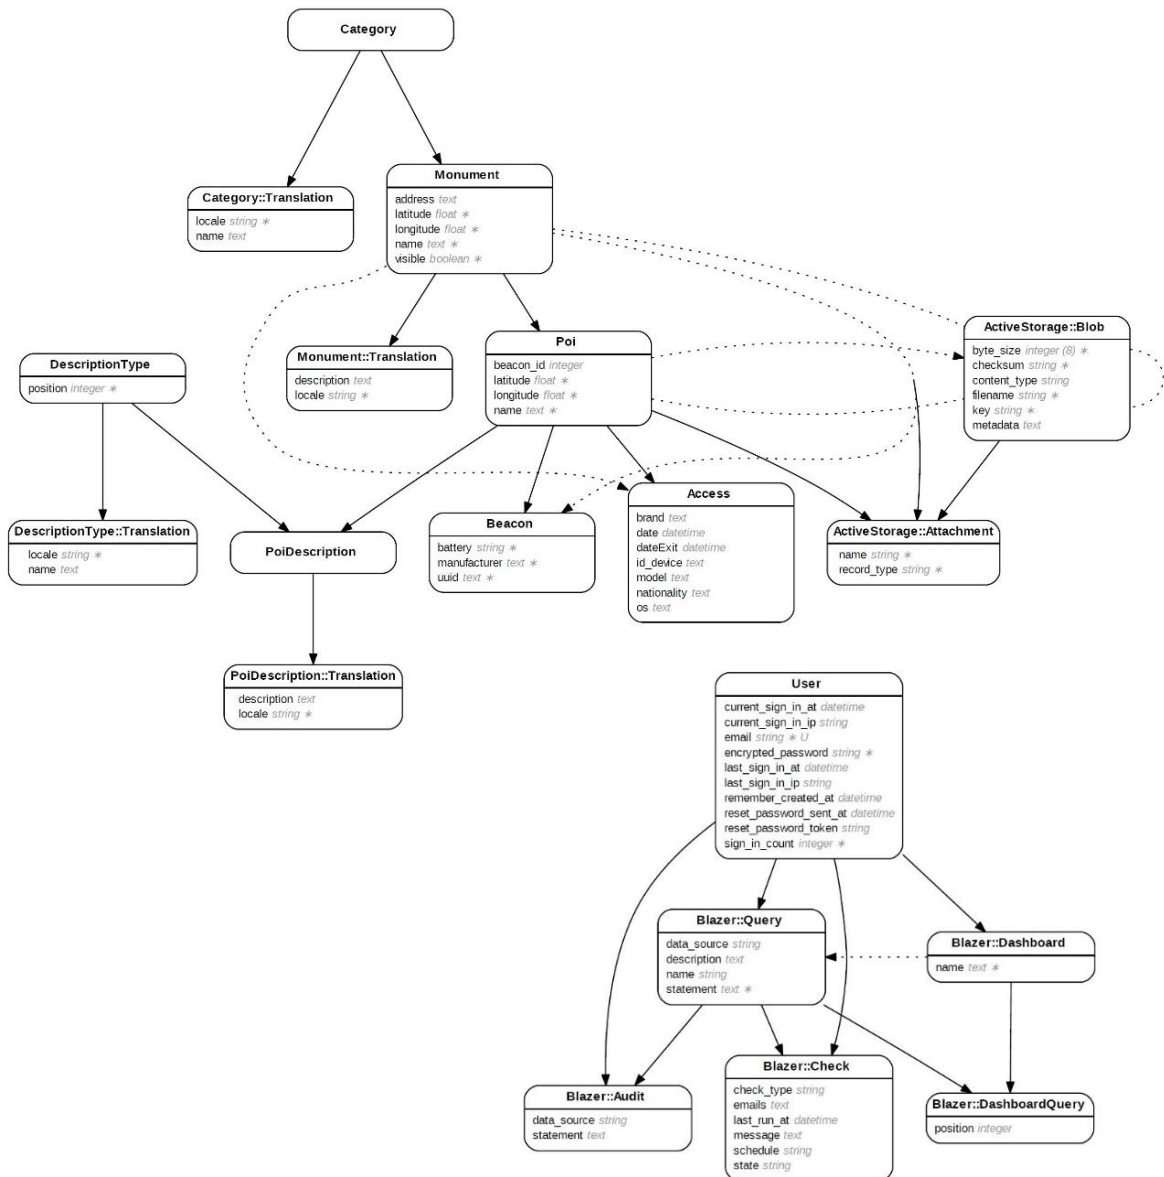 Category
Category::Translation
locale string ∗
name text
Monument
address text
latitude float ∗
longitude float ∗
name text ∗
visible boolean ∗
DescriptionType
position integer ∗
Monument::Translation
description text
locale string ∗
Poi
beacon_id integer
latitude float ∗
longitude float ∗
name text ∗
ActiveStorage::Blob
byte_size integer (8) ∗
checksum string ∗
content_type string
filename string ∗
key string ∗
metadata text
DescriptionType::Translation
locale string ∗
name text
PoiDescription
Beacon
battery string ∗
manufacturer text ∗
uuid text ∗
Access
brand text
date datetime
dateExit datetime
id_device text
model text
nationality text
os text
ActiveStorage::Attachment
name string ∗
record_type string ∗
PoiDescription::Translation
description text
locale string ∗
User
current_sign_in_at datetime
current_sign_in_ip string
email string ∗ U
encrypted_password string ∗
last_sign_in_at datetime
last_sign_in_ip string
remember_created_at datetime
reset_password_sent_at datetime
reset_password_token string
sign_in_count integer ∗
Blazer::Query
data_source string
description text
name string
statement text ∗
Blazer::Dashboard
name text ∗
Blazer::Audit
data_source string
statement text
Blazer::Check
check_type string
emails text
last_run_at datetime
message text
schedule string
state string
Blazer::DashboardQuery
position integer